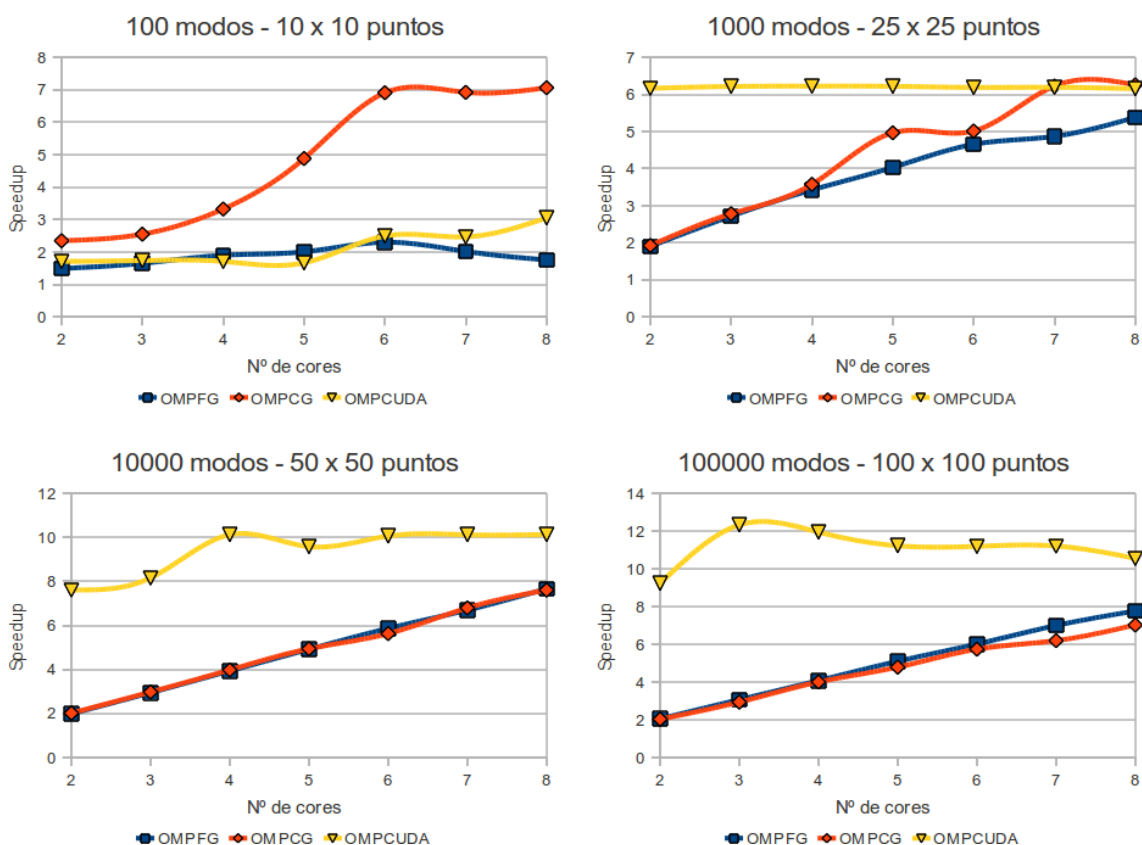 100 modos - 10 x 10 puntos
Speedup
8
7
6
5
4
3
2
1
0
2 3 4 5 6 7 8
Nº de cores
OMPFG OMPCG OMPCUDA
1000 modos - 25 x 25 puntos
Speedup
7
6
5
4
3
2
1
0
2 3 4 5 6 7 8
Nº de cores
OMPFG OMPCG OMPCUDA
10000 modos - 50 x 50 puntos
Speedup
12
10
8
6
4
2
0
2 3 4 5 6 7 8
Nº de cores
OMPFG OMPCG OMPCUDA
100000 modos - 100 x 100 puntos
Speedup
14
12
10
8
6
4
2
0
2 3 4 5 6 7 8
Nº de cores
OMPFG OMPCG OMPCUDA